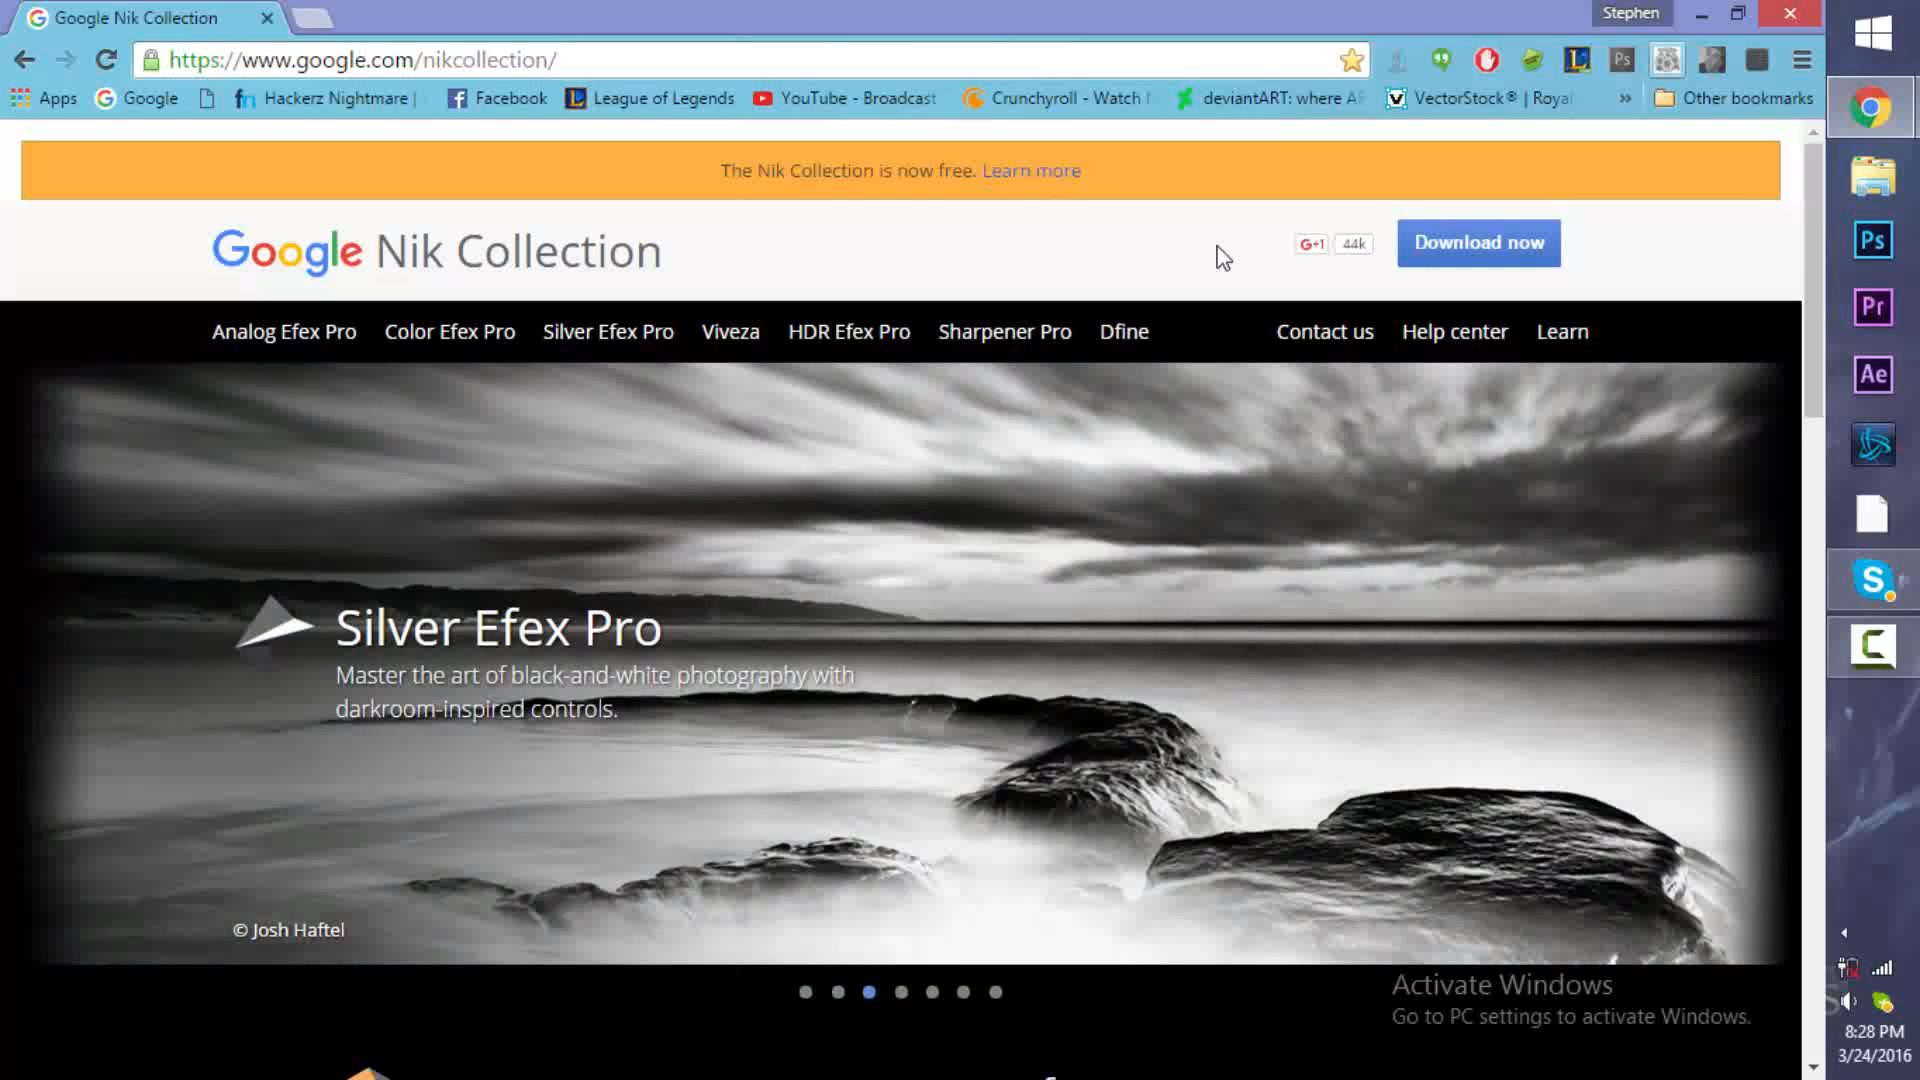 Google Nik Collection
Stephen
https://www.google.com/nikcollection/
Apps
Google
Hackerz Nightmare |
Facebook
League of Legends
YouTube - Broadcast
Crunchyroll - Watch
deviantART: where
VectorStock® | Royal
» Other bookmarks
The Nik Collection is now free. Learn more
Google Nik Collection
G+1 44k
Download now
Analog Efex Pro Color Efex Pro Silver Efex Pro Viveza HDR Efex Pro Sharpener Pro Dfine Contact us Help center Learn
Silver Efex Pro
Master the art of black-and-white photography with
darkroom-inspired controls.
© Josh Haftel
Activate Windows
Go to PC settings to activate Windows.
Ps
Ps
Pr
Ae
S
C
8:28 PM
3/24/2016